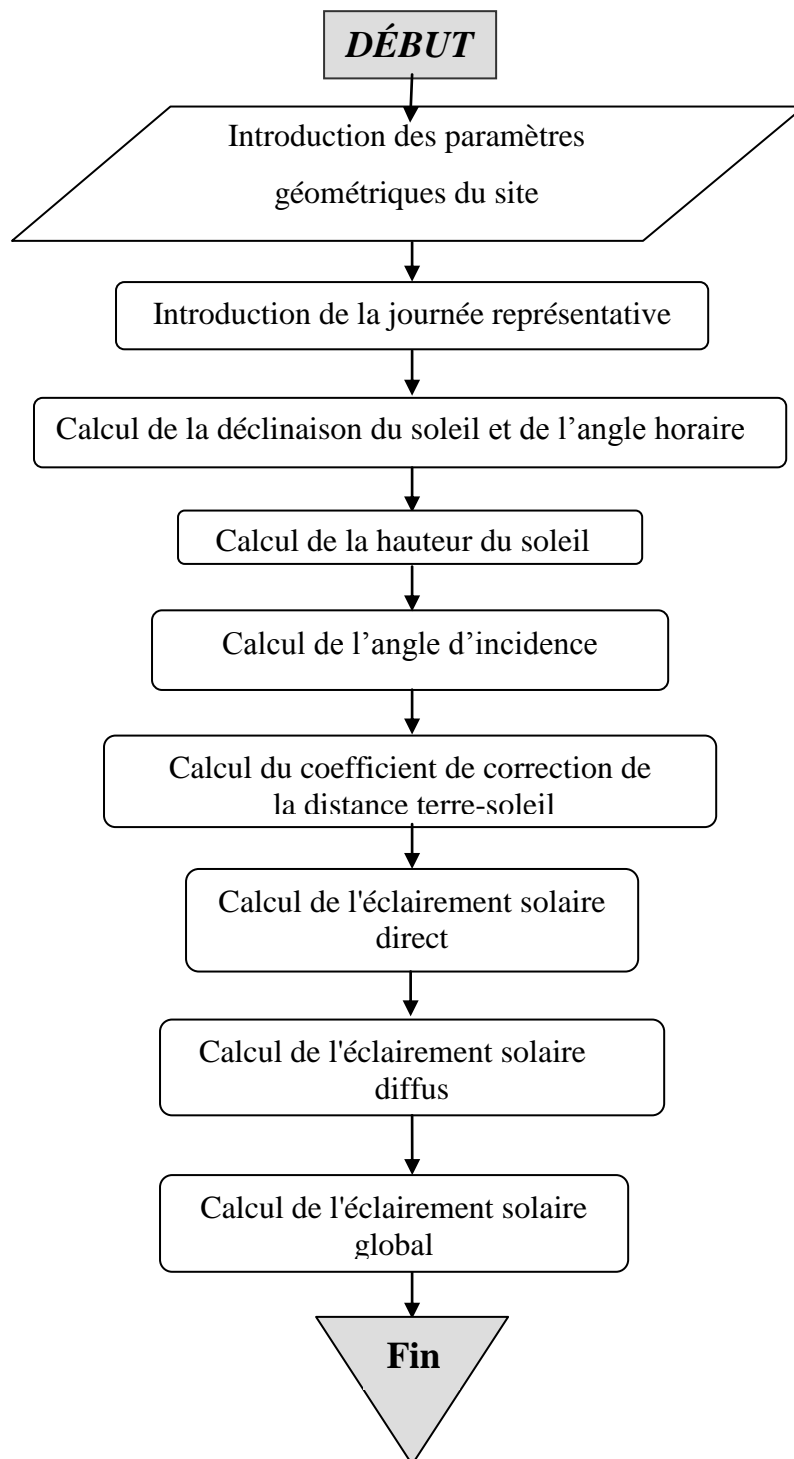 DÉBUT
Introduction des paramètres
géométriques du site
Introduction de la journée représentative
Calcul de la déclinaison du soleil et de l’angle horaire
Calcul de la hauteur du soleil
Calcul de l’angle d’incidence
Calcul du coefficient de correction de
la distance terre-soleil
Calcul de l'éclairement solaire
direct
Calcul de l'éclairement solaire
diffus
Calcul de l'éclairement solaire
global
Fin